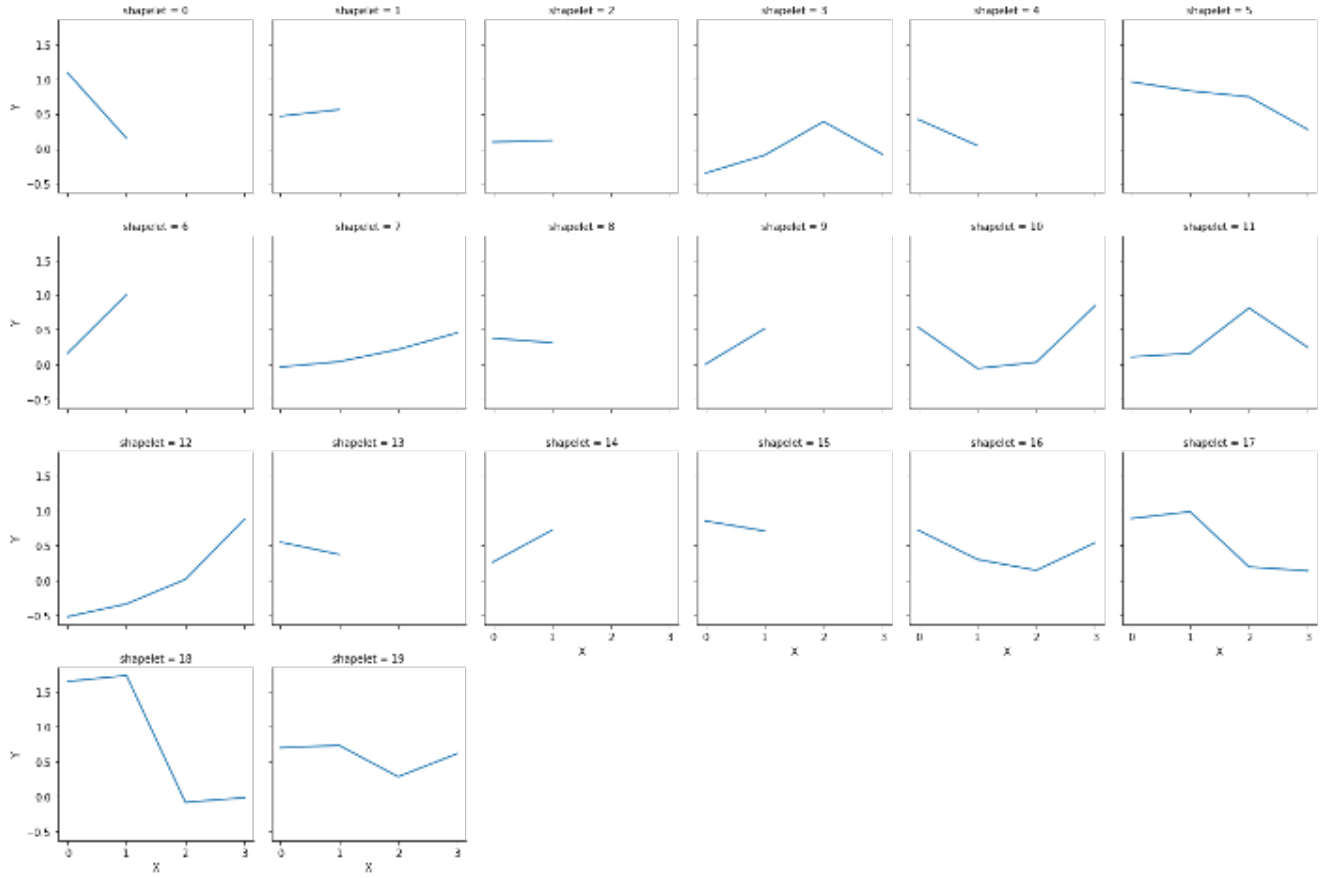 shapelet = 0 shapelet = 1 shapelet = 2 shapelet = 3 shapelet = 4 shapelet = 5
1.5
1.0
Y
0.5
0.0
−0.5
shapelet = 6 shapelet = 7 shapelet = 8 shapelet = 9 shapelet = 10 shapelet = 11
1.5
1.0
Y
0.5
0.0
−0.5
shapelet = 12 shapelet = 13 shapelet = 14 shapelet = 15 shapelet = 16 shapelet = 17
1.5
1.0
Y
0.5
0.0
−0.5
0 1 2 3 0 1 2 3 0 1 2 3 0 1 2 3
X X X X
shapelet = 18 shapelet = 19
1.5
1.0
Y
0.5
0.0
−0.5
0 1 2 3 0 1 2 3
X X